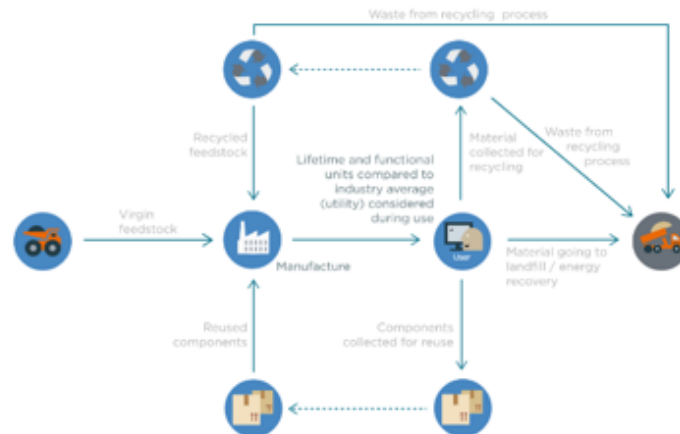 Waste from recycling process
Recycled
feedstock
Lifetime and functional
units compared to
industry average
(utility) considered
during use
Material
collected for
recycling
Waste from
recycling
process
Virgin
feedstock
Manufacture
User
Material going to
landfill / energy
recovery
Reused
components
Components
collected for reuse